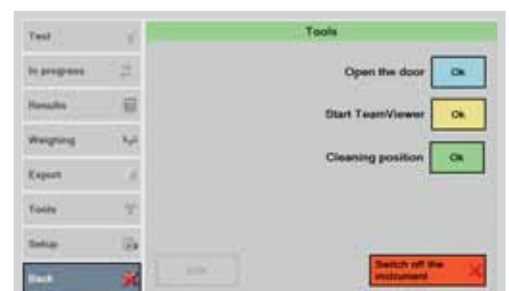 Test
Tools
In progress
Open the door Ok
Results
Start TeamViewer Ok
Weighing
Cleaning position Ok
Export
Tools
Setup
Back
Switch off the
instrument